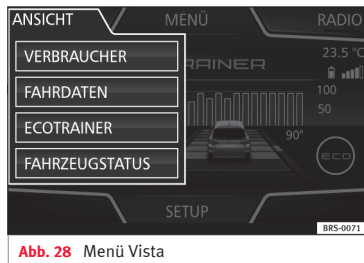 ANSICHT
MENÜ
RADIO
VERBRAUCHER
FAHRDATEN
ECOTRAINER
FAHRZEUGSTATUS
RAINER
23.5 °C
100
50
90°
ECO
SETUP
BRS-0071
Abb. 28 Menü Vista